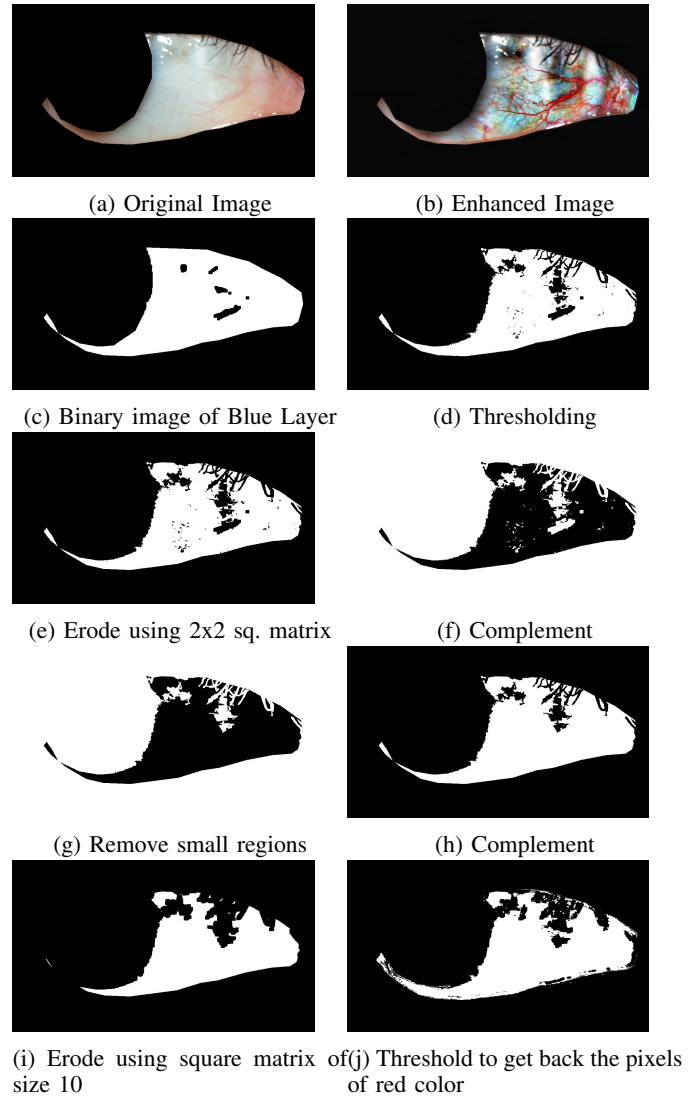 (a) Original Image
(b) Enhanced Image
(c) Binary image of Blue Layer
(d) Thresholding
(e) Erode using 2x2 sq. matrix
(f) Complement
(g) Remove small regions
(h) Complement
(i) Erode using square matrix of
size 10
(j) Threshold to get back the pixels
of red color